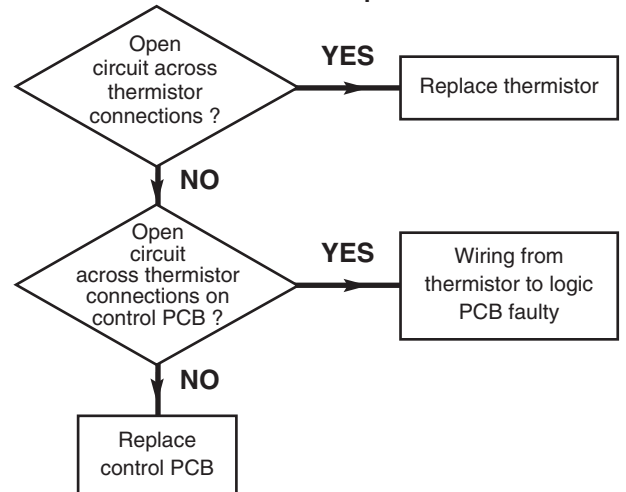 Open
circuit across
thermistor
connections ?
YES
Replace thermistor
NO
Open
circuit
across thermistor
connections on
control PCB ?
YES
Wiring from
thermistor to logic
PCB faulty
NO
Replace
control PCB